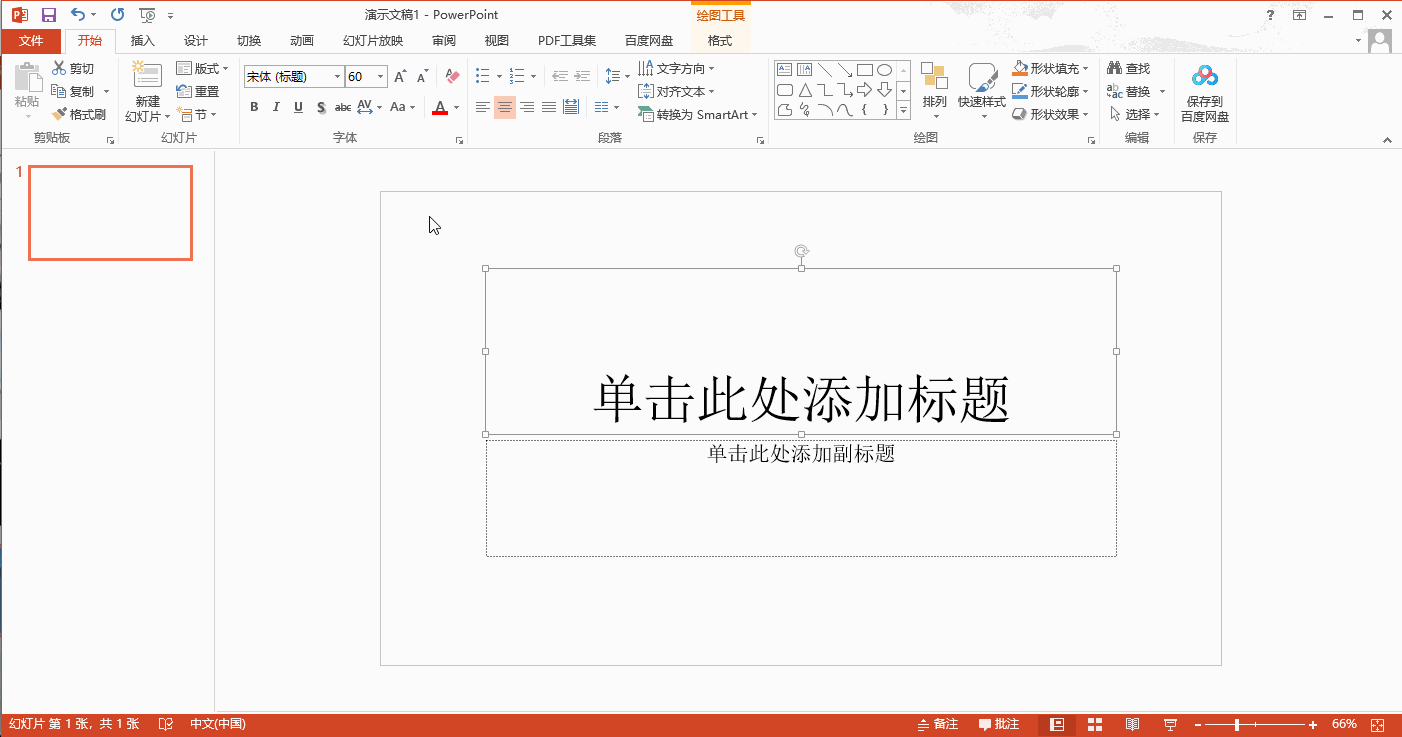 演示文稿1 - PowerPoint
绘图工具
文件 开始 插入 设计 切换 动画 幻灯片放映 审阅 视图 PDF工具集 百度网盘 格式
粘贴
剪切
复制
格式刷
剪贴板
新建
幻灯片
版式
重置
节
幻灯片
宋体 (标题) 60
B I U S abc AV Aa A
字体
文字方向
对齐文本
转换为 SmartArt
段落
排列
快速样式
形状填充
形状轮廓
形状效果
绘图
查找
替换
选择
编辑
保存到
百度网盘
保存
1
单击此处添加标题
单击此处添加副标题
幻灯片 第 1 张，共 1 张 中文(中国) 备注 批注 66%